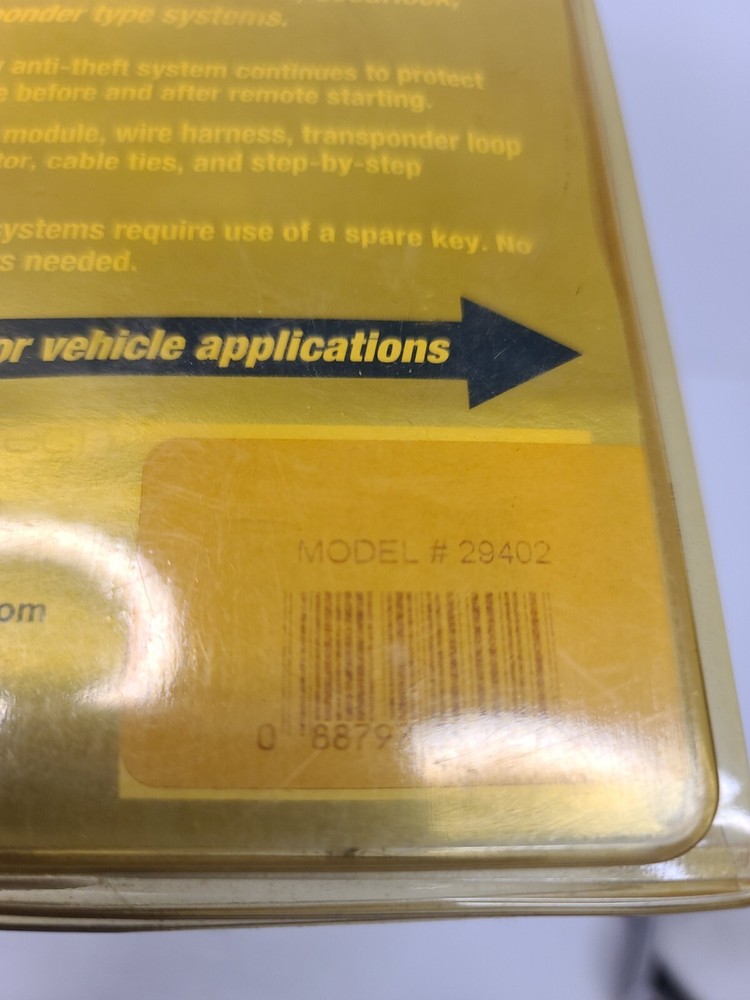 ponder type systems.
anti-theft system continues to protect
before and after remote starting.
module, wire harness, transponder loop
tor, cable ties, and step-by-step
systems require use of a spare key. No
needed.
or vehicle applications
MODEL # 29402
om
0 8879